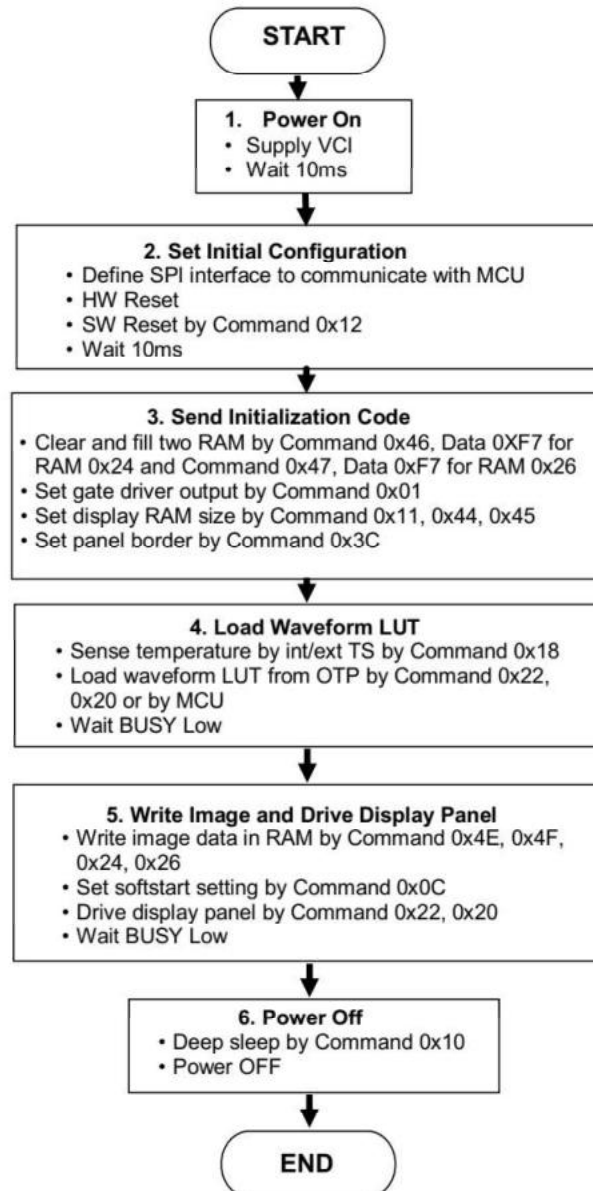 START
1. Power On
• Supply VCI
• Wait 10ms
2. Set Initial Configuration
• Define SPI interface to communicate with MCU
• HW Reset
• SW Reset by Command 0x12
• Wait 10ms
3. Send Initialization Code
• Clear and fill two RAM by Command 0x46, Data 0XF7 for
RAM 0x24 and Command 0x47, Data 0xF7 for RAM 0x26
• Set gate driver output by Command 0x01
• Set display RAM size by Command 0x11, 0x44, 0x45
• Set panel border by Command 0x3C
4. Load Waveform LUT
• Sense temperature by int/ext TS by Command 0x18
• Load waveform LUT from OTP by Command 0x22,
0x20 or by MCU
• Wait BUSY Low
5. Write Image and Drive Display Panel
• Write image data in RAM by Command 0x4E, 0x4F,
0x24, 0x26
• Set softstart setting by Command 0x0C
• Drive display panel by Command 0x22, 0x20
• Wait BUSY Low
6. Power Off
• Deep sleep by Command 0x10
• Power OFF
END